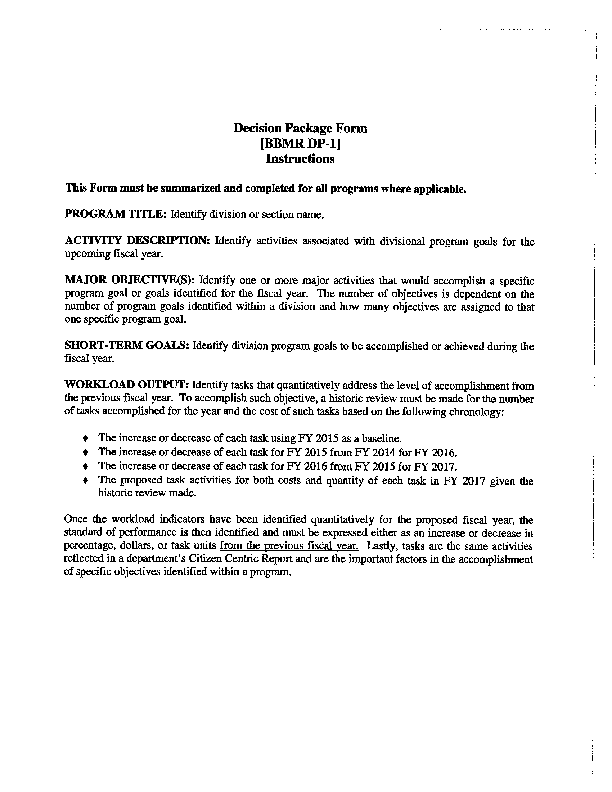 Decision Package Form
[BBMR DP-1]
Instructions
This Form must be summarized and completed for all programs where applicable.
PROGRAM TITLE: Identify division or section name.
ACTIVITY DESCRIPTION: Identify activities associated with divisional program goals for the
upcoming fiscal year.
MAJOR OBJECTIVE(S): Identify one or more major activities that would accomplish a specific
program goal or goals identified for the fiscal year. The number of objectives is dependent on the
number of program goals identified within a division and how many objectives are assigned to that
one specific program goal.
SHORT-TERM GOALS: Identify division program goals to be accomplished or achieved during the
fiscal year.
WORKLOAD OUTPUT: Identify tasks that quantitatively address the level of accomplishment from
the previous fiscal year. To accomplish such objective, a historic review must be made for the number
of tasks accomplished for the year and the cost of such tasks based on the following chronology:
♦ The increase or decrease of each task using FY 2015 as a baseline.
♦ The increase or decrease of each task for FY 2015 from FY 2014 for FY 2016.
♦ The increase or decrease of each task for FY 2016 from FY 2015 for FY 2017.
♦ The proposed task activities for both costs and quantity of each task in FY 2017 given the
historic review made.
Once the workload indicators have been identified quantitatively for the proposed fiscal year, the
standard of performance is then identified and must be expressed either as an increase or decrease in
percentage, dollars, or task units from the previous fiscal year. Lastly, tasks are the same activities
reflected in a department's Citizen Centric Report and are the important factors in the accomplishment
of specific objectives identified within a program.